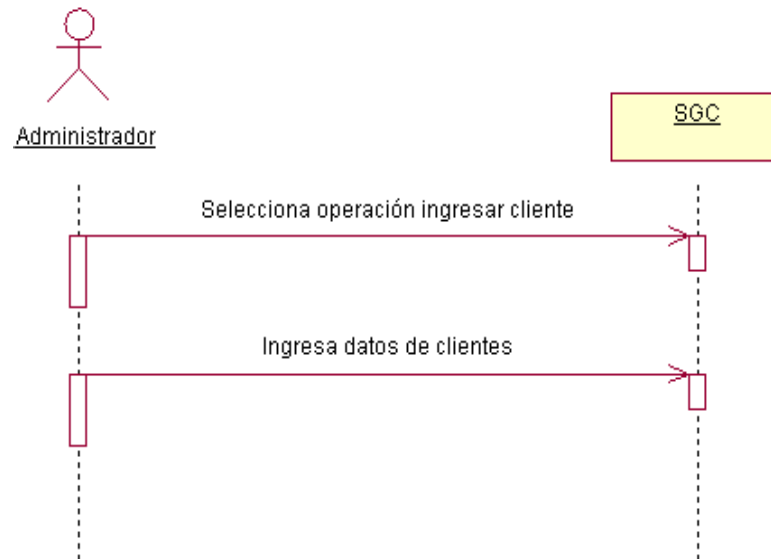 Administrador
SGC
Selecciona operación ingresar cliente
Ingresa datos de clientes